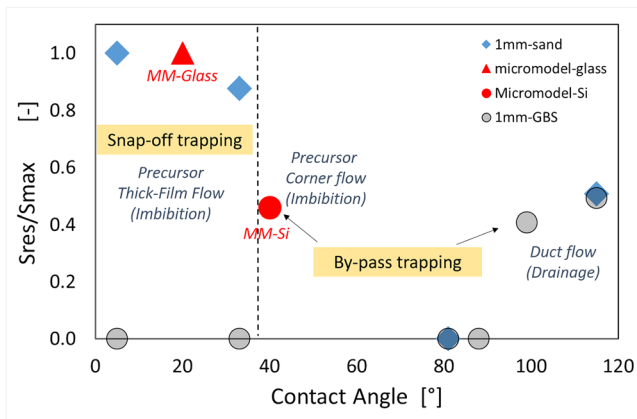 1.0
0.8
0.6
0.4
0.2
0.0
Sres/Smax [-]
0
20
40
60
80
100
120
Contact Angle [°]
1mm-sand
micromodel-glass
Micromodel-Si
1mm-GBS
MM-Glass
Snap-off trapping
Precursor
Thick-Film Flow
(Imbibition)
Precursor
Corner flow
(Imbibition)
MM-Si
By-pass trapping
Duct flow
(Drainage)